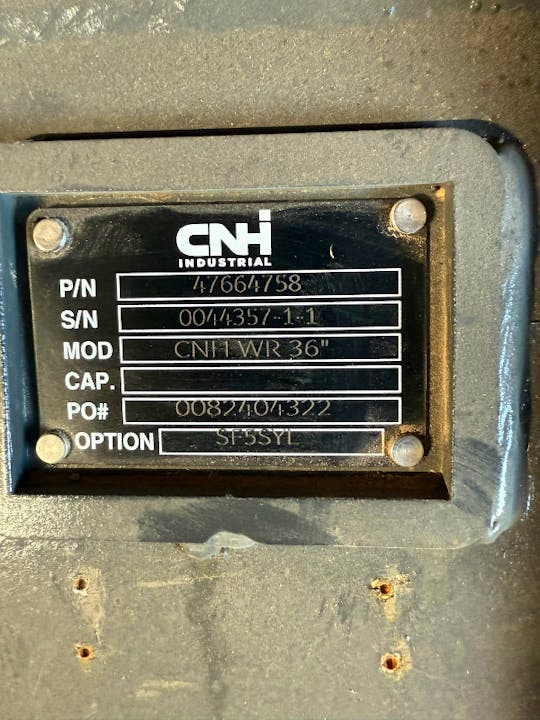 CNH
INDUSTRIAL
P/N 47664758
S/N 0044357-1-1
MOD CNH WR 36"
CAP.
PO# 0082404322
OPTION SF5SYL